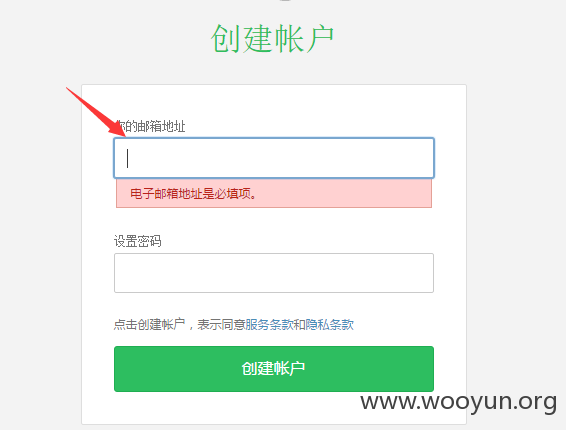 创建帐户
你的邮箱地址
电子邮箱地址是必填项。
设置密码
点击创建帐户，表示同意服务条款和隐私条款
创建帐户
www.wooyun.org